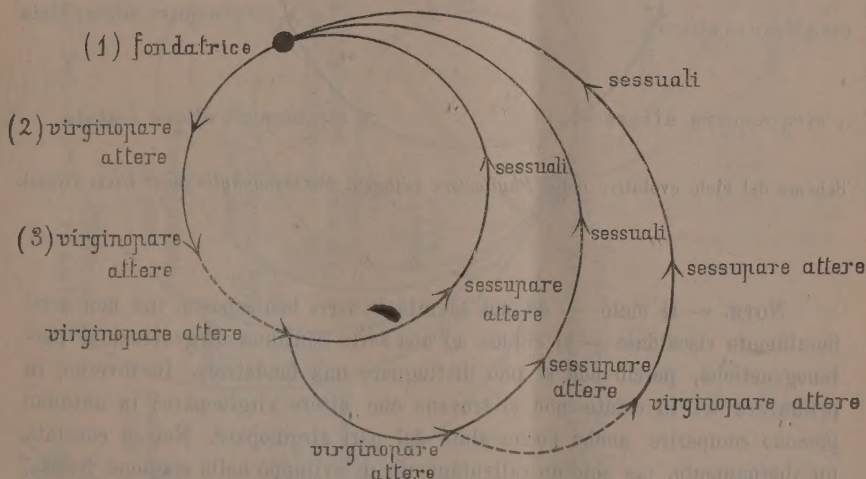 (1) fondatrice
sessuali
(2) virginopare
attere
sessuali
(3) virginopare
attere
sessuali
sessupare attere
virginopare attere
sessupare
attere
sessupare
attere
virginopare attere
virginopare
attere